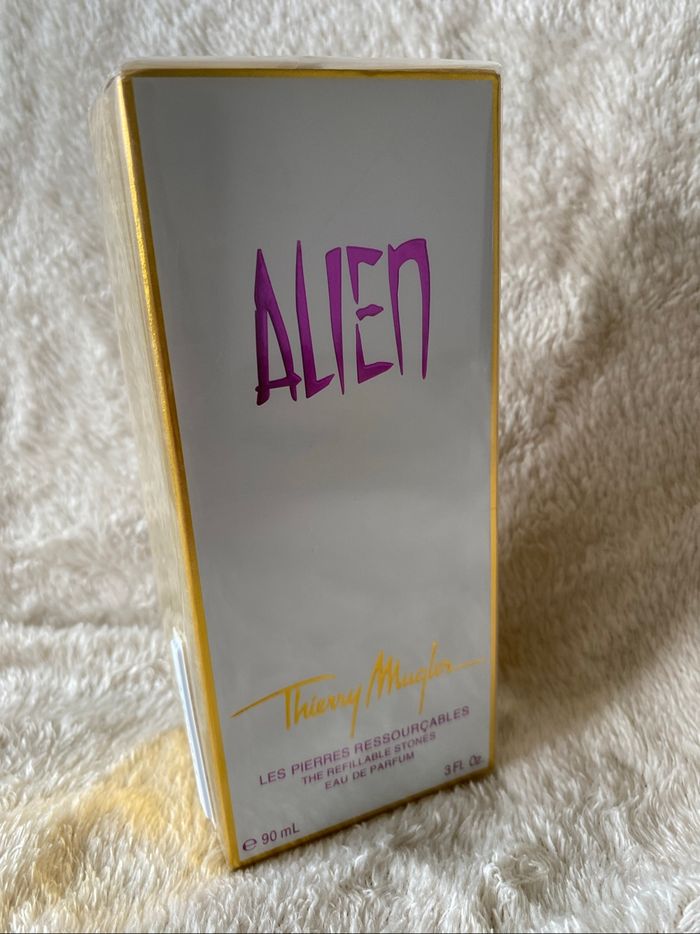 ALIEN
Thierry Mugler
LES PIERRES RESSOURÇABLES
THE REFILLABLE STONES
EAU DE PARFUM
℮ 90 mL
3 FL. Oz.